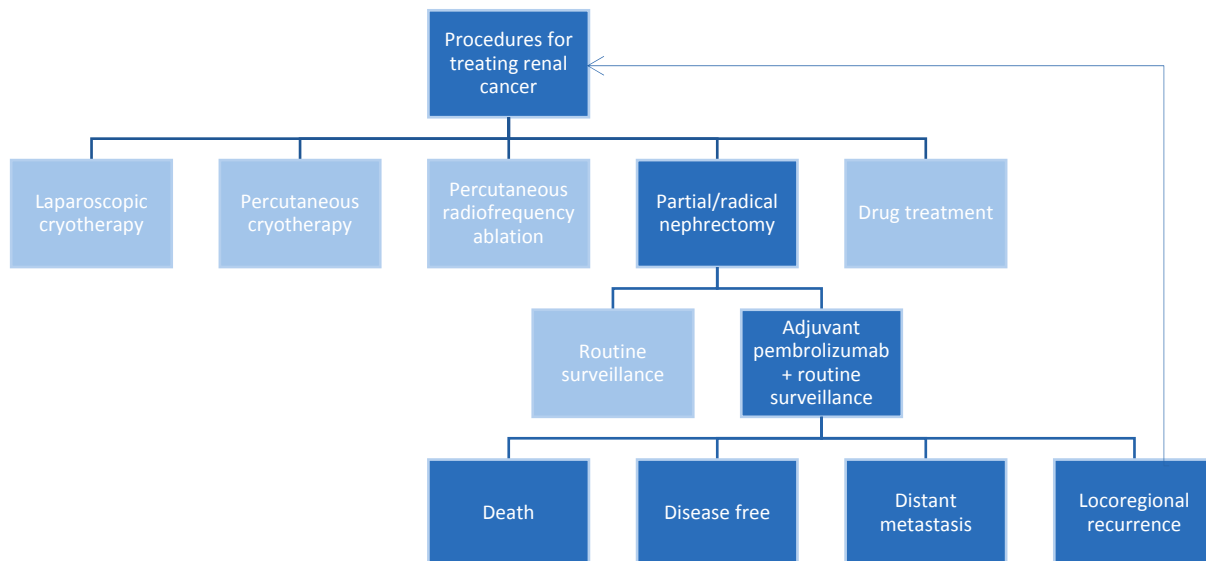 Procedures for
treating renal
cancer
Laparoscopic
cryotherapy
Percutaneous
cryotherapy
Percutaneous
radiofrequency
ablation
Partial/radical
nephrectomy
Drug treatment
Routine
surveillance
Adjuvant
pembrolizumab
+ routine
surveillance
Death
Disease free
Distant
metastasis
Locoregional
recurrence